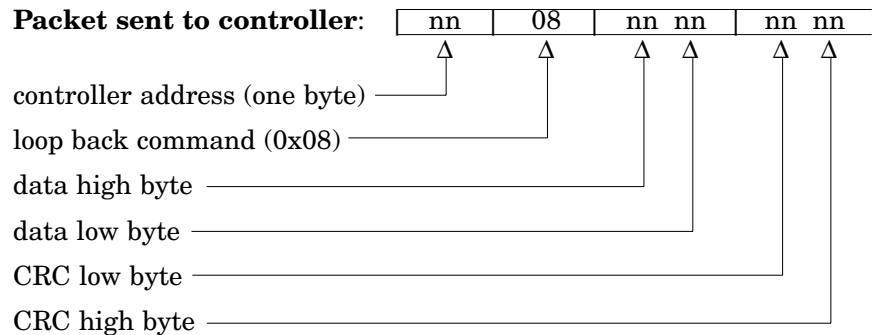 Packet sent to controller: nn 08 nn nn nn nn
controller address (one byte)
loop back command (0x08)
data high byte
data low byte
CRC low byte
CRC high byte